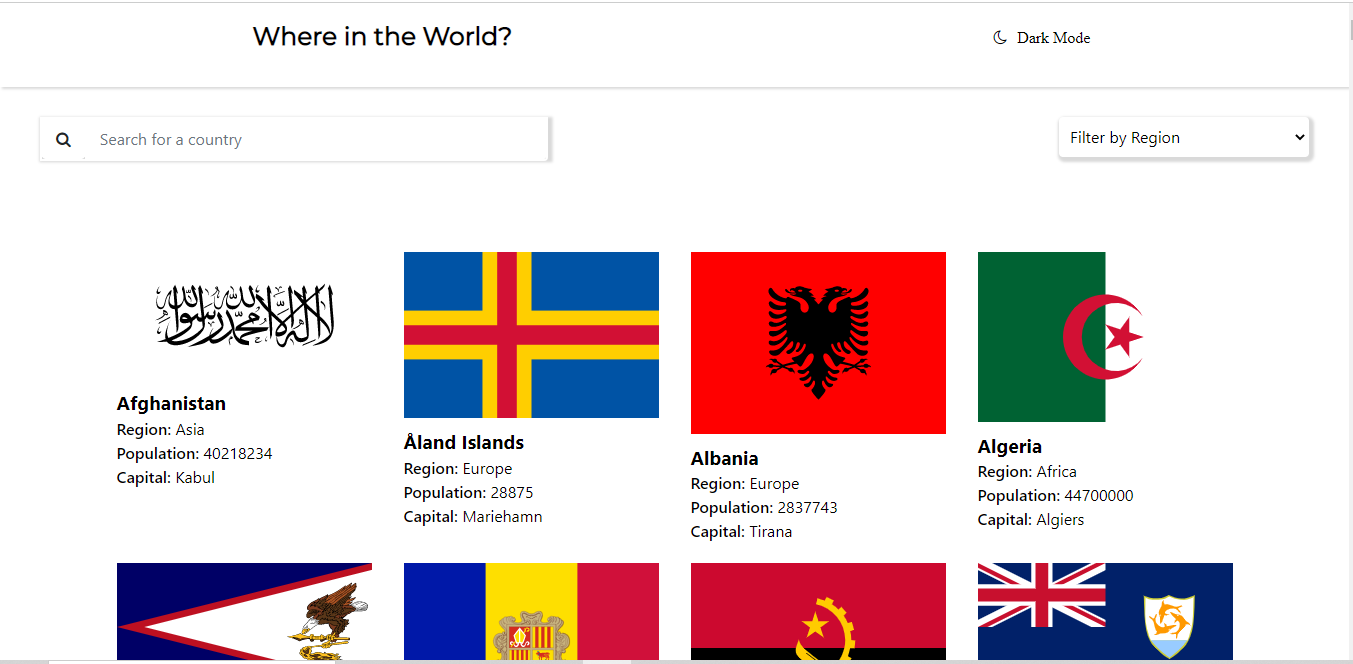 Where in the World?
Dark Mode
Search for a country
Filter by Region
لا إله إلا الله محمد رسول الله
Afghanistan
Region: Asia
Population: 40218234
Capital: Kabul
Åland Islands
Region: Europe
Population: 28875
Capital: Mariehamn
Albania
Region: Europe
Population: 2837743
Capital: Tirana
Algeria
Region: Africa
Population: 44700000
Capital: Algiers